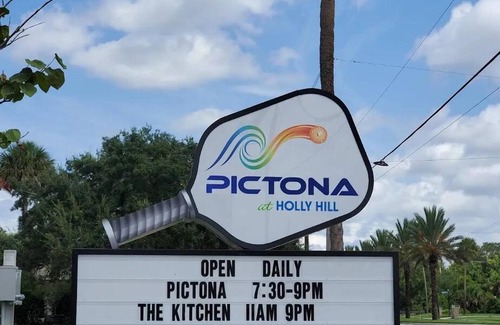 PICTONA
at HOLLY HILL
OPEN DAILY
PICTONA 7:30-9PM
THE KITCHEN 11AM 9PM